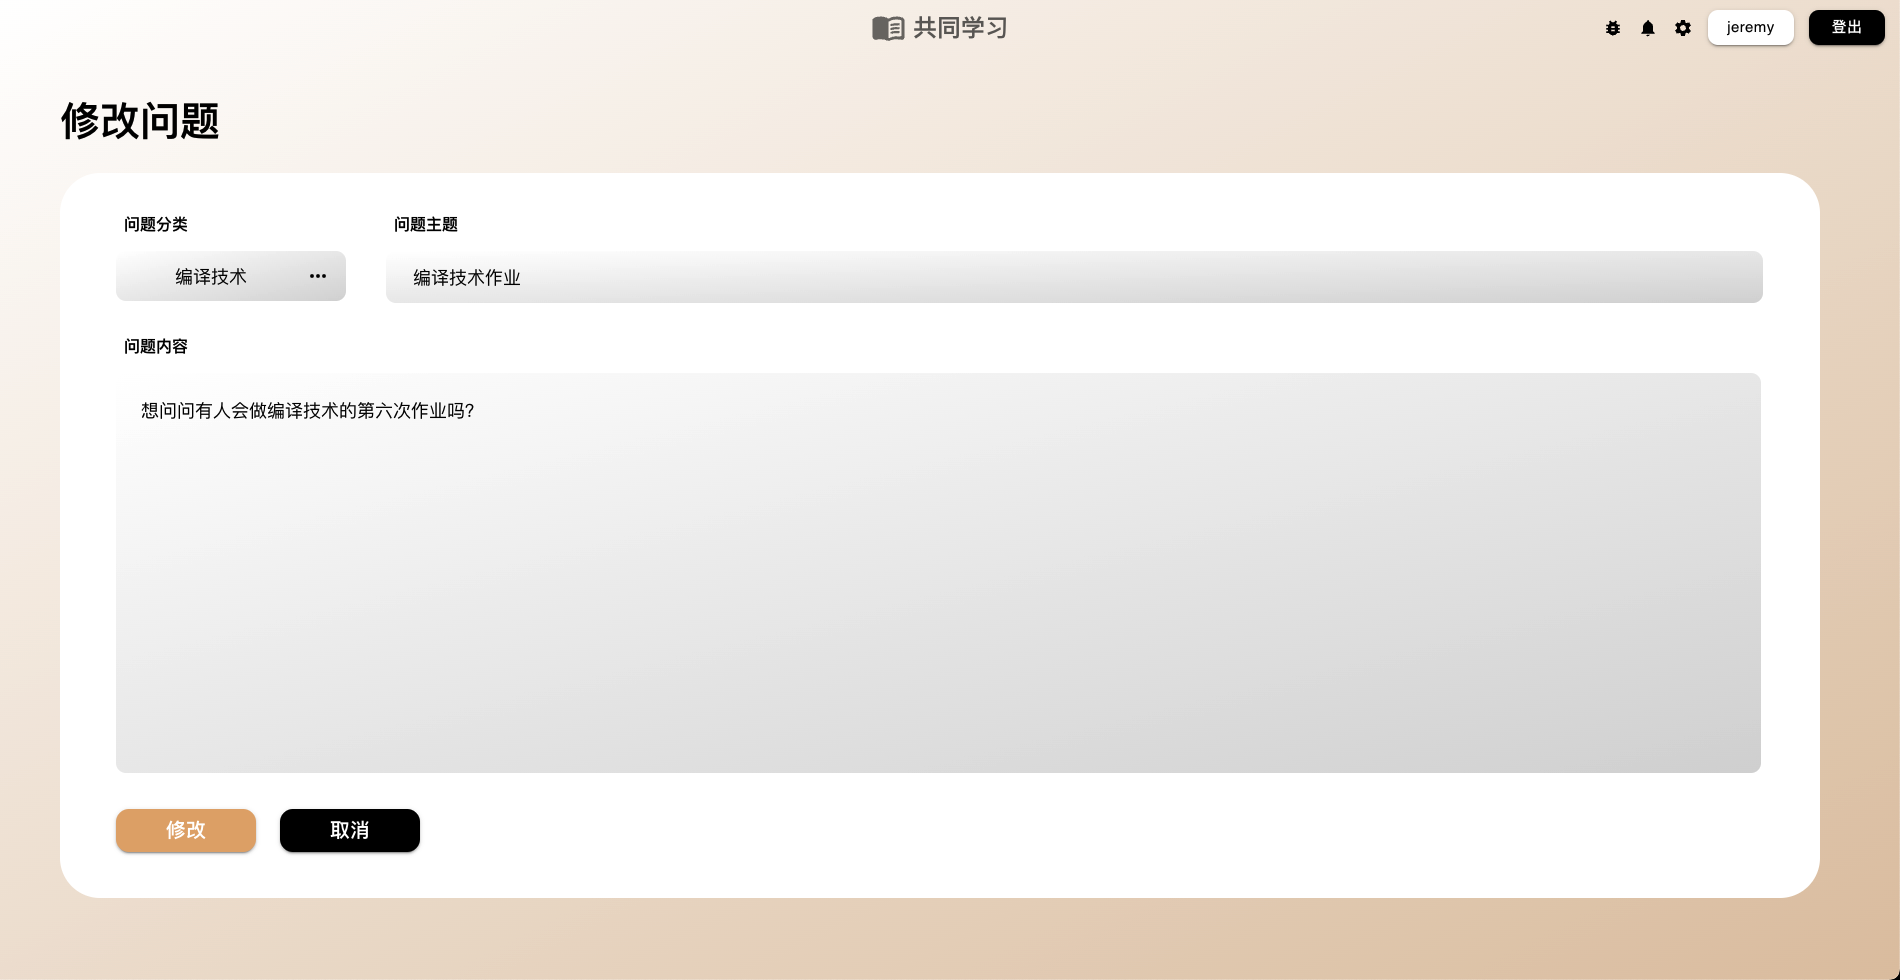 共同学习
jeremy
登出
修改问题
问题分类
问题主题
编译技术
编译技术作业
问题内容
想问问有人会做编译技术的第六次作业吗?
修改
取消